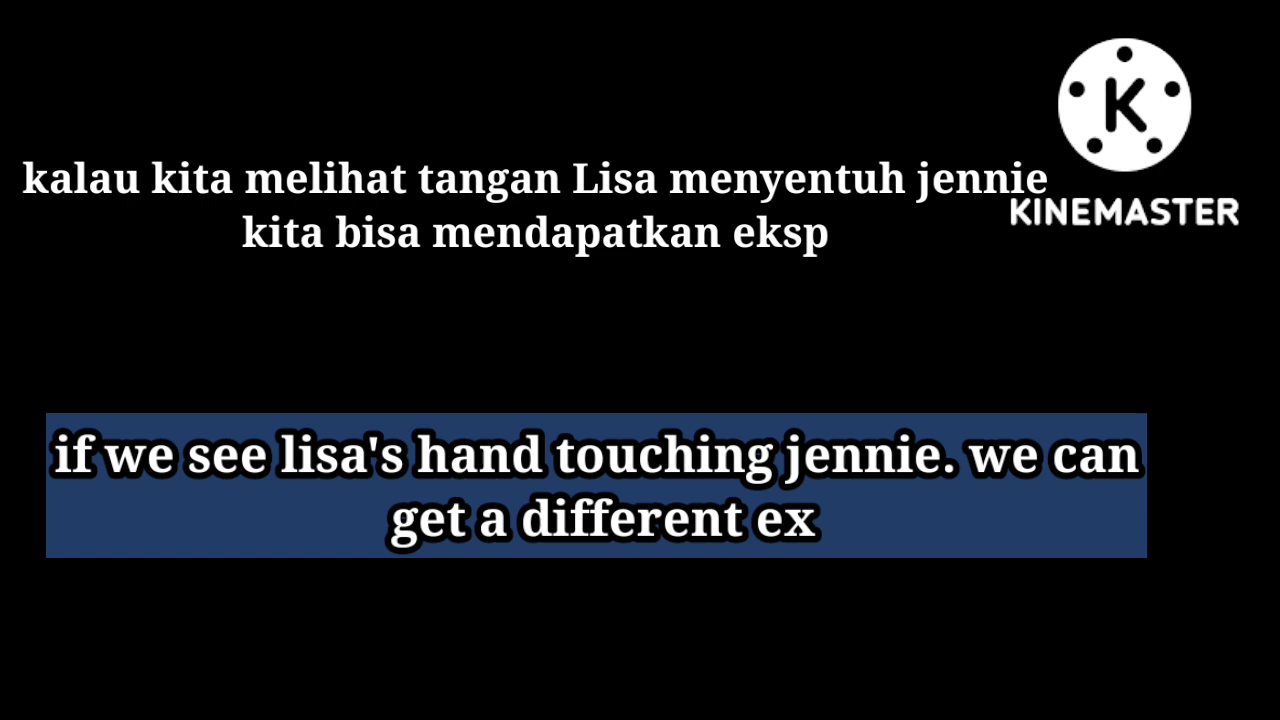 kalau kita melihat tangan Lisa menyentuh jennie
kita bisa mendapatkan eksp
KINEMASTER
if we see lisa's hand touching jennie. we can
get a different ex